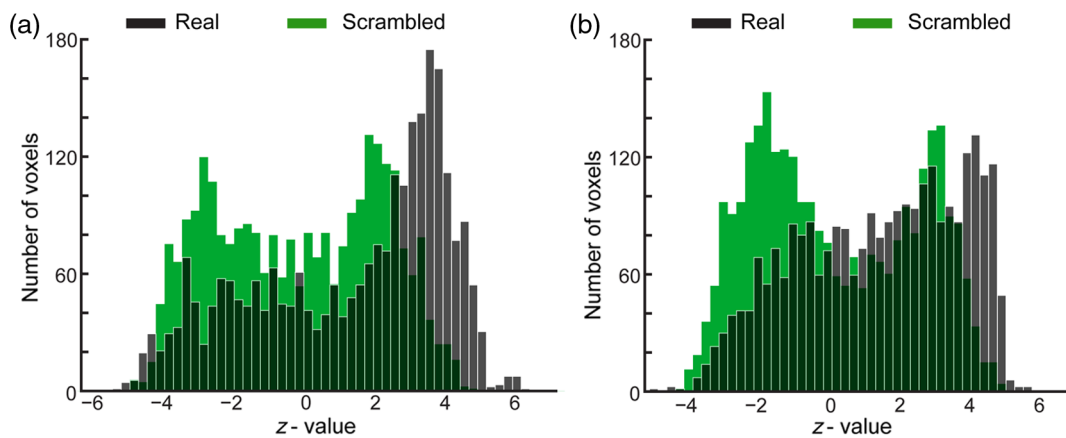 (a) Real Scrambled
180
120
60
0
Number of voxels
−6 −4 −2 0 2 4 6
z - value
(b) Real Scrambled
180
120
60
0
Number of voxels
−4 −2 0 2 4 6
z - value